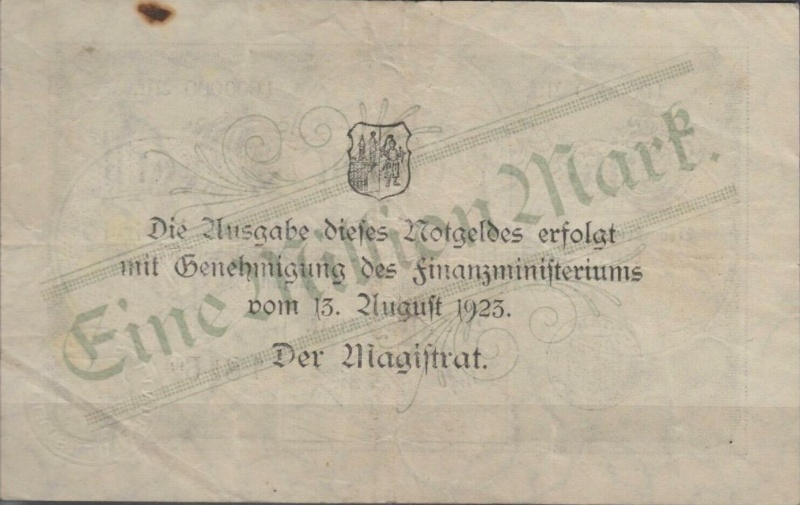 Eine Million Mark.
Die Ausgabe dieses Notgeldes erfolgt
mit Genehmigung des Finanzministeriums
vom 13. August 1923.
Der Magistrat.